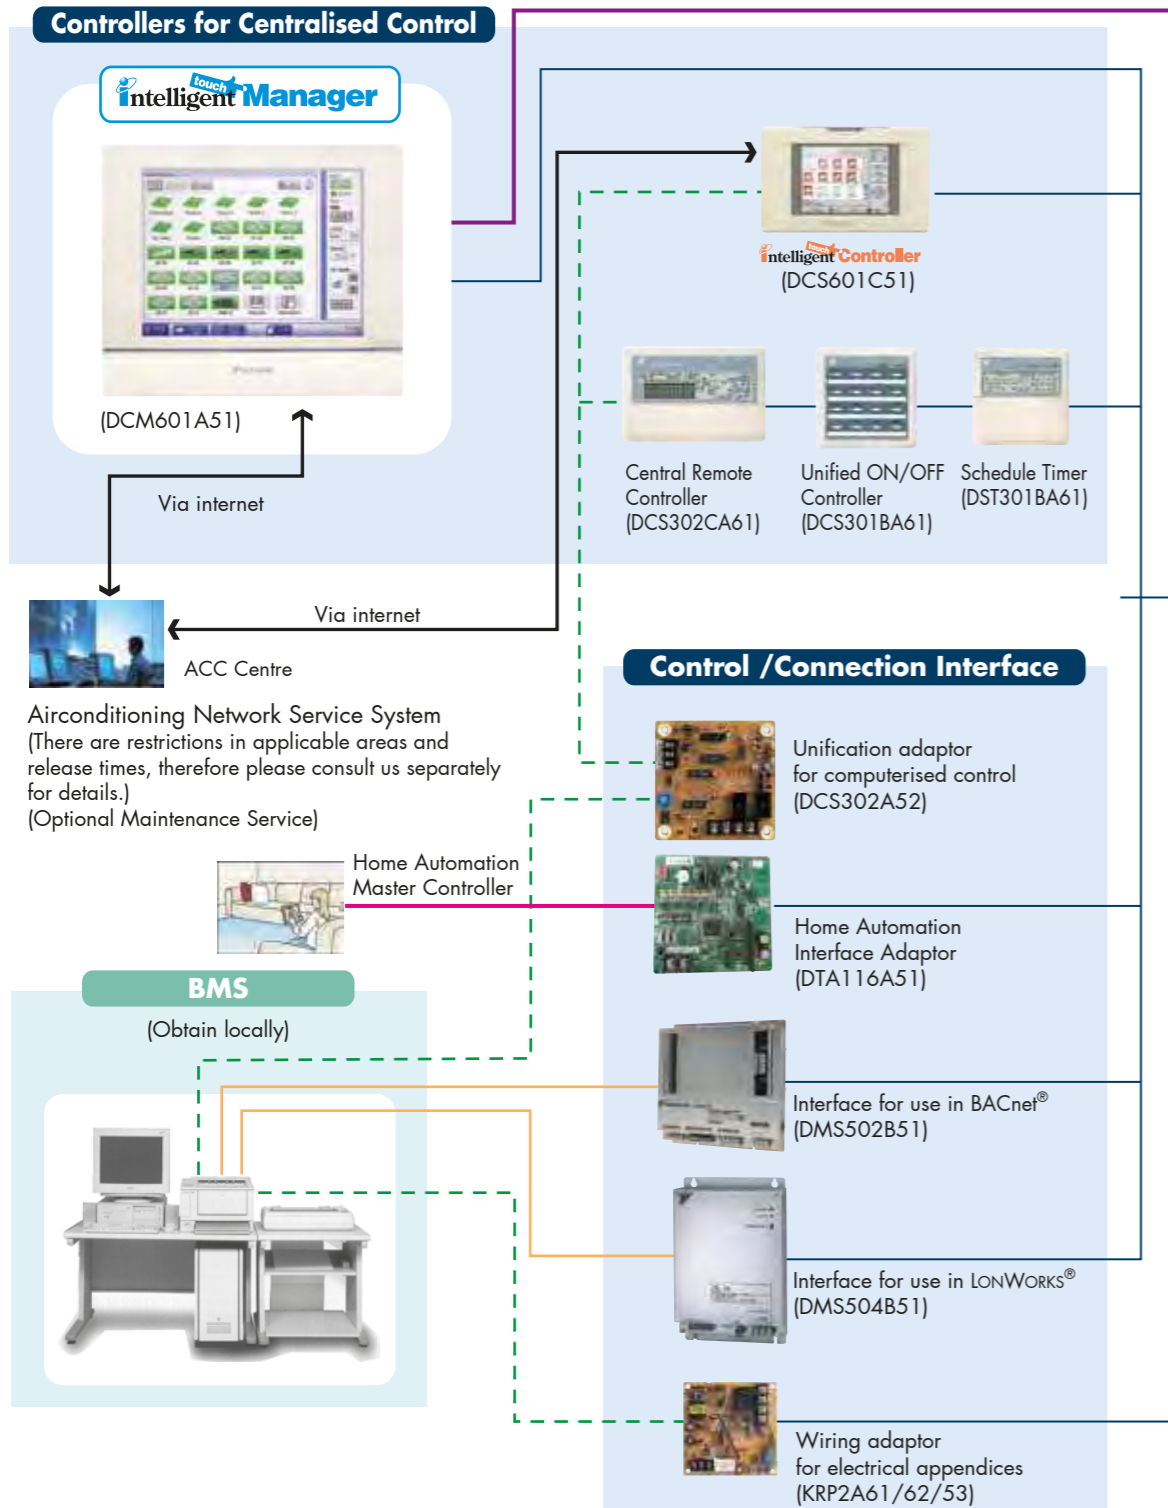 Controllers for Centralised Control
intelligent touch Manager
(DCM601A51)
Via internet
intelligent touch Controller
(DCS601C51)
Central Remote
Controller
(DCS302CA61)
Unified ON/OFF
Controller
(DCS301BA61)
Schedule Timer
(DST301BA61)
Via internet
ACC Centre
Airconditioning Network Service System
(There are restrictions in applicable areas and
release times, therefore please consult us separately
for details.)
(Optional Maintenance Service)
Control /Connection Interface
Unification adaptor
for computerised control
(DCS302A52)
Home Automation
Master Controller
Home Automation
Interface Adaptor
(DTA116A51)
BMS
(Obtain locally)
Interface for use in BACnet®
(DMS502B51)
Interface for use in LONWORKS®
(DMS504B51)
Wiring adaptor
for electrical appendices
(KRP2A61/62/53)